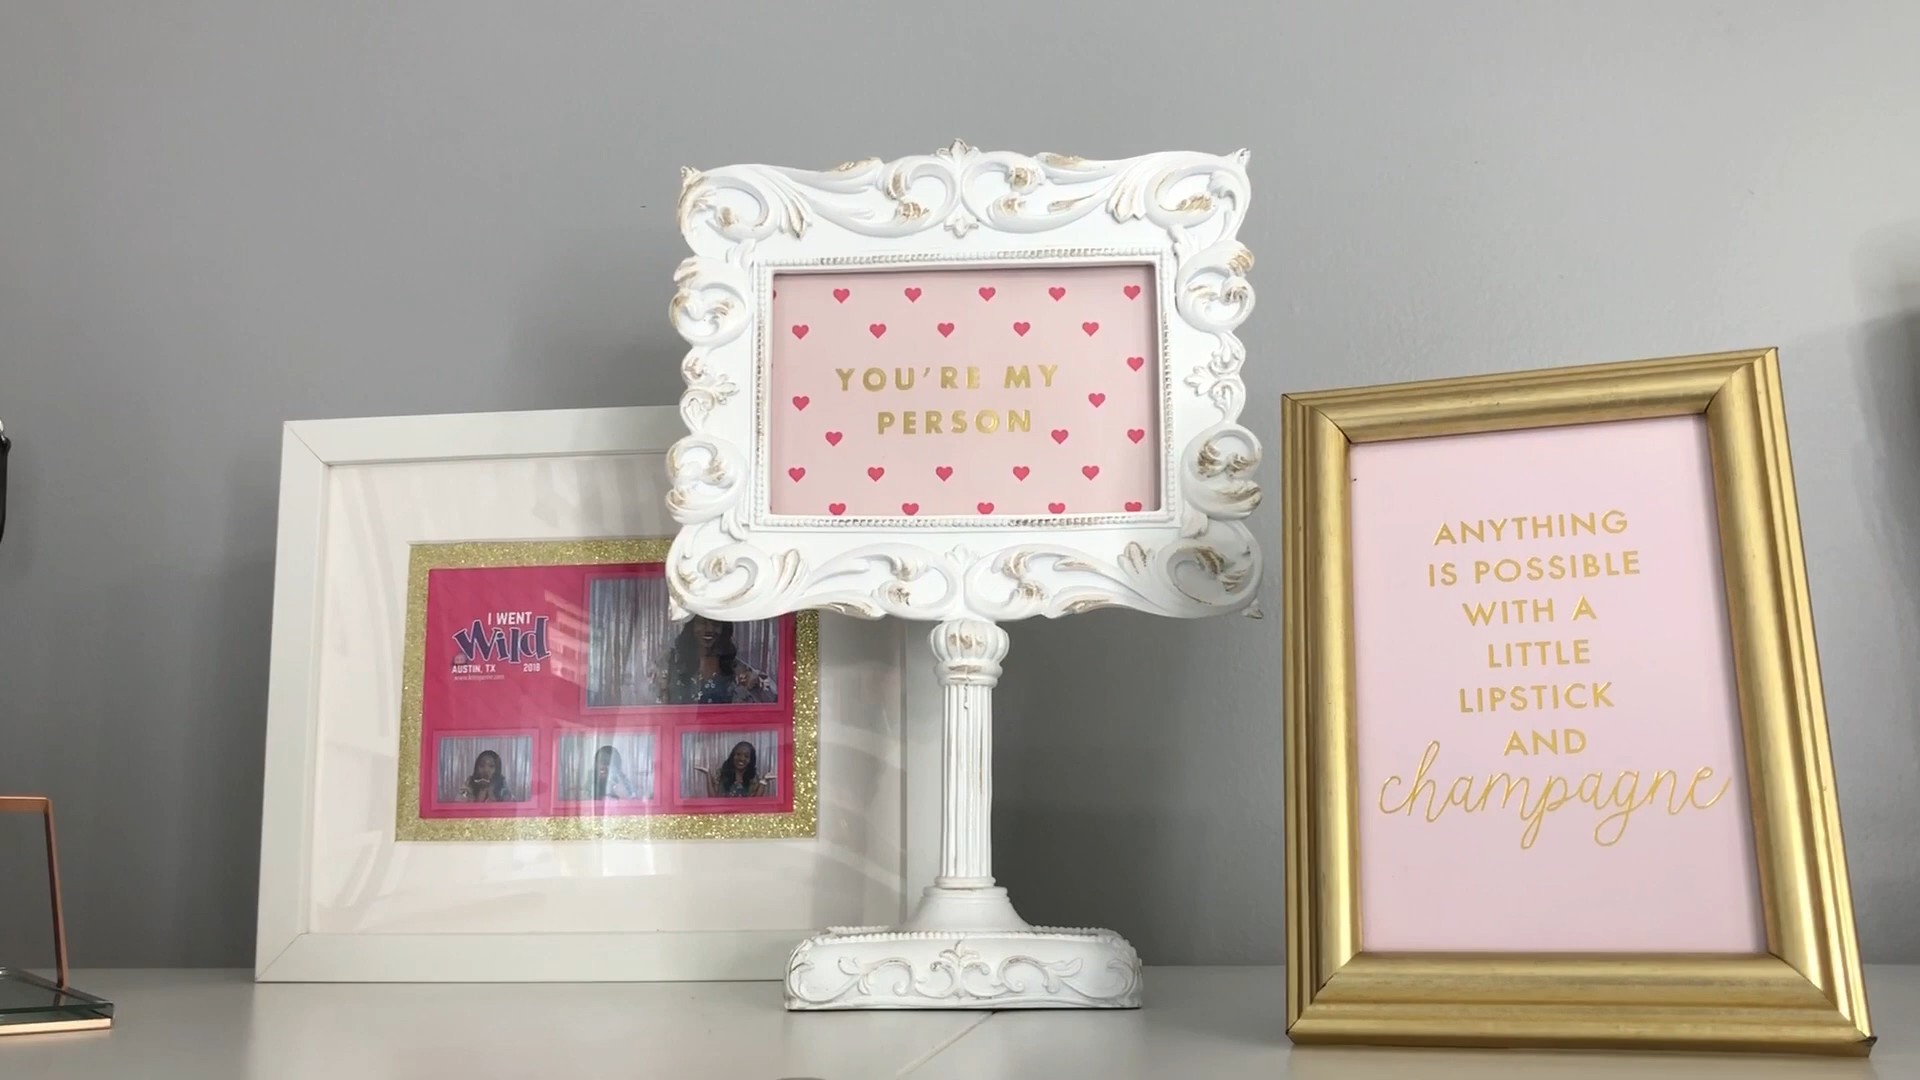 I WENT
Wild
AUSTIN, TX 2018
YOU'RE MY
PERSON
ANYTHING
IS POSSIBLE
WITH A
LITTLE
LIPSTICK
AND
champagne